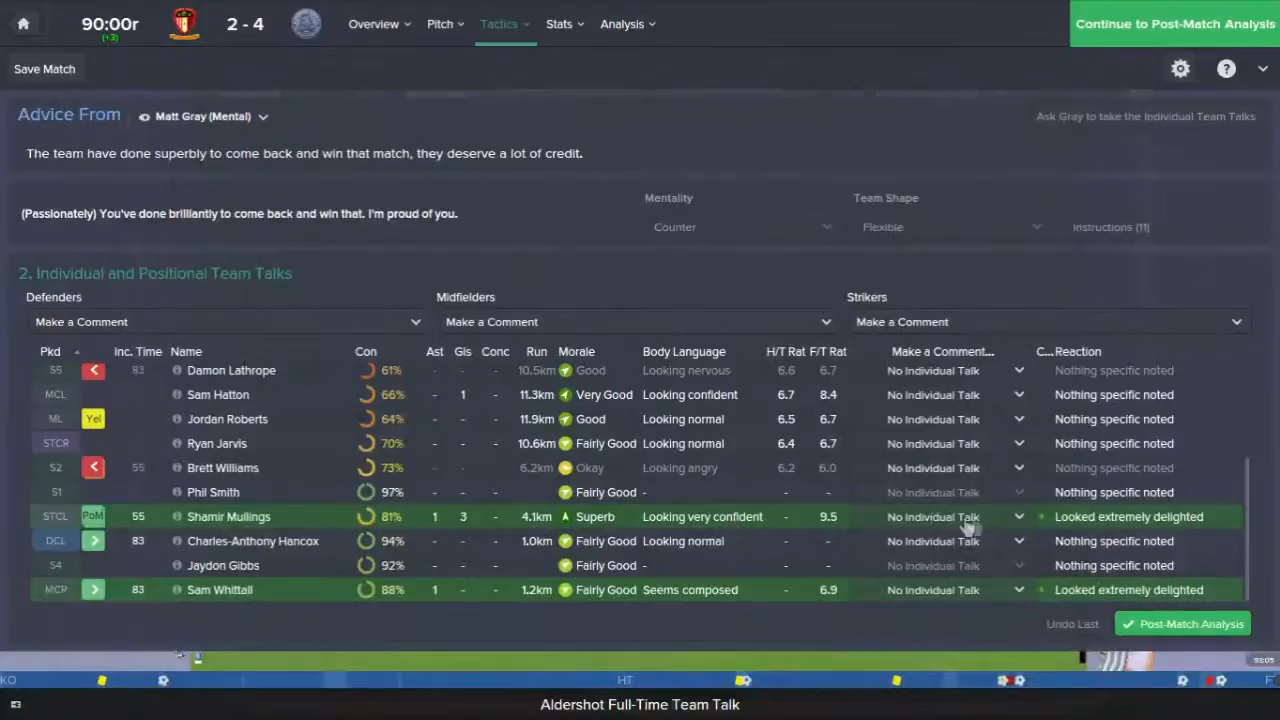 90:00r 2 - 4 Overview Pitch Tactics Stats Analysis Continue to Post-Match Analysis
(+3)
Save Match ?
Advice From Matt Gray (Mental) Ask Gray to take the Individual Team Talks
The team have done superbly to come back and win that match, they deserve a lot of credit.
Mentality Team Shape
(Passionately) You've done brilliantly to come back and win that. I'm proud of you.
Counter Flexible Instructions (11)
2. Individual and Positional Team Talks
Defenders Midfielders Strikers
Make a Comment Make a Comment Make a Comment
Pkd Inc. Time Name Con Ast Gls Conc Run Morale Body Language H/T Rat F/T Rat Make a Comment... C... Reaction
S5 83 Damon Lathrope 61% - - - 10.5km Good Looking nervous 6.6 6.7 No Individual Talk Nothing specific noted
MCL Sam Hatton 66% - 1 - 11.3km Very Good Looking confident 6.7 8.4 No Individual Talk Nothing specific noted
ML Yel Jordan Roberts 64% - - - 11.9km Good Looking normal 6.5 6.7 No Individual Talk Nothing specific noted
STCR Ryan Jarvis 70% - - - 10.6km Fairly Good Looking normal 6.4 6.7 No Individual Talk Nothing specific noted
S2 55 Brett Williams 73% - - - 6.2km Okay Looking angry 6.2 6.0 No Individual Talk Nothing specific noted
S1 Phil Smith 97% Fairly Good - - - No Individual Talk Nothing specific noted
STCL PoM 55 Shamir Mullings 81% 1 3 - 4.1km Superb Looking very confident 9.5 No Individual Talk Looked extremely delighted
DCL 83 Charles-Anthony Hancox 94% - - - 1.0km Fairly Good Looking normal - - No Individual Talk Nothing specific noted
S4 Jaydon Gibbs 92% Fairly Good - - - No Individual Talk Nothing specific noted
MCR 83 Sam Whittall 88% 1 - - 1.2km Fairly Good Seems composed - 6.9 No Individual Talk Looked extremely delighted
Undo Last Post-Match Analysis
93:05
KO HT
Aldershot Full-Time Team Talk